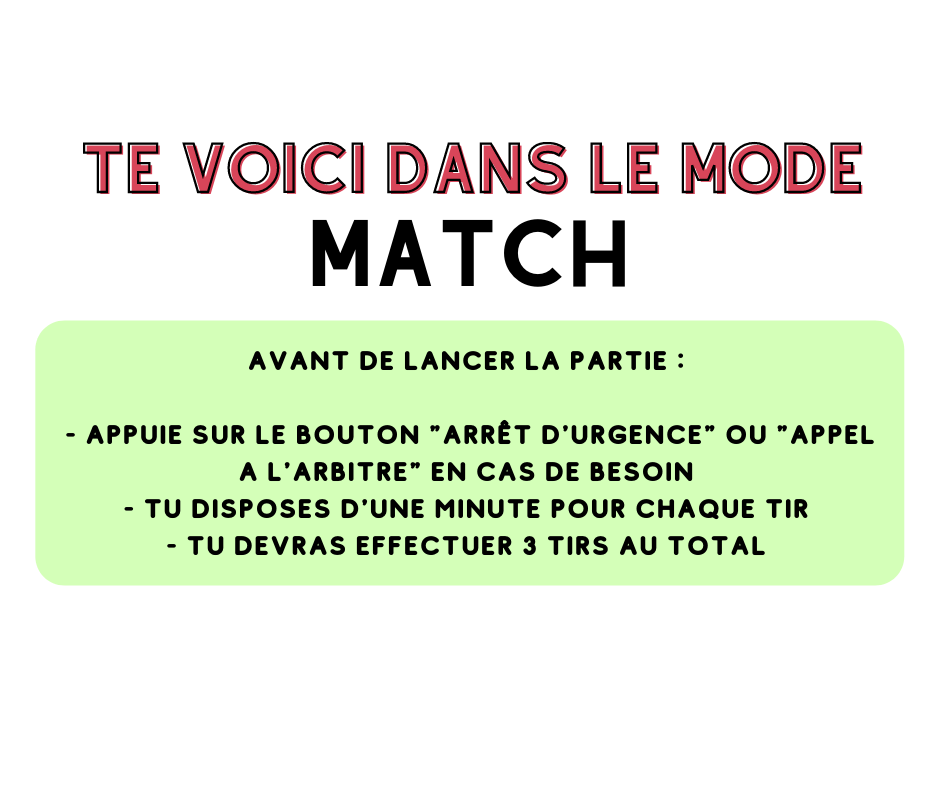 TE VOICI DANS LE MODE
MATCH
AVANT DE LANCER LA PARTIE :
- APPUIE SUR LE BOUTON "ARRÊT D'URGENCE" OU "APPEL
A L'ARBITRE" EN CAS DE BESOIN
- TU DISPOSES D'UNE MINUTE POUR CHAQUE TIR
- TU DEVRAS EFFECTUER 3 TIRS AU TOTAL